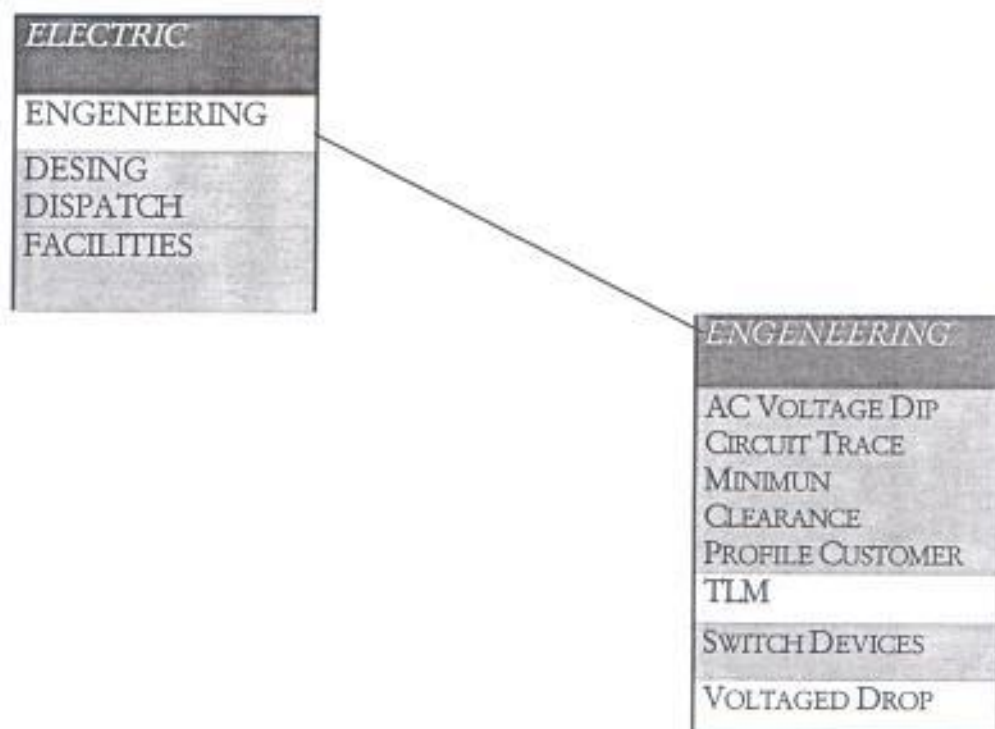 ELECTRIC
ENGENEERING
DESING
DISPATCH
FACILITIES
ENGENEERING
AC VOLTAGE DIP
CIRCUIT TRACE
MINIMUN
CLEARANCE
PROFILE CUSTOMER
TLM
SWITCH DEVICES
VOLTAGED DROP